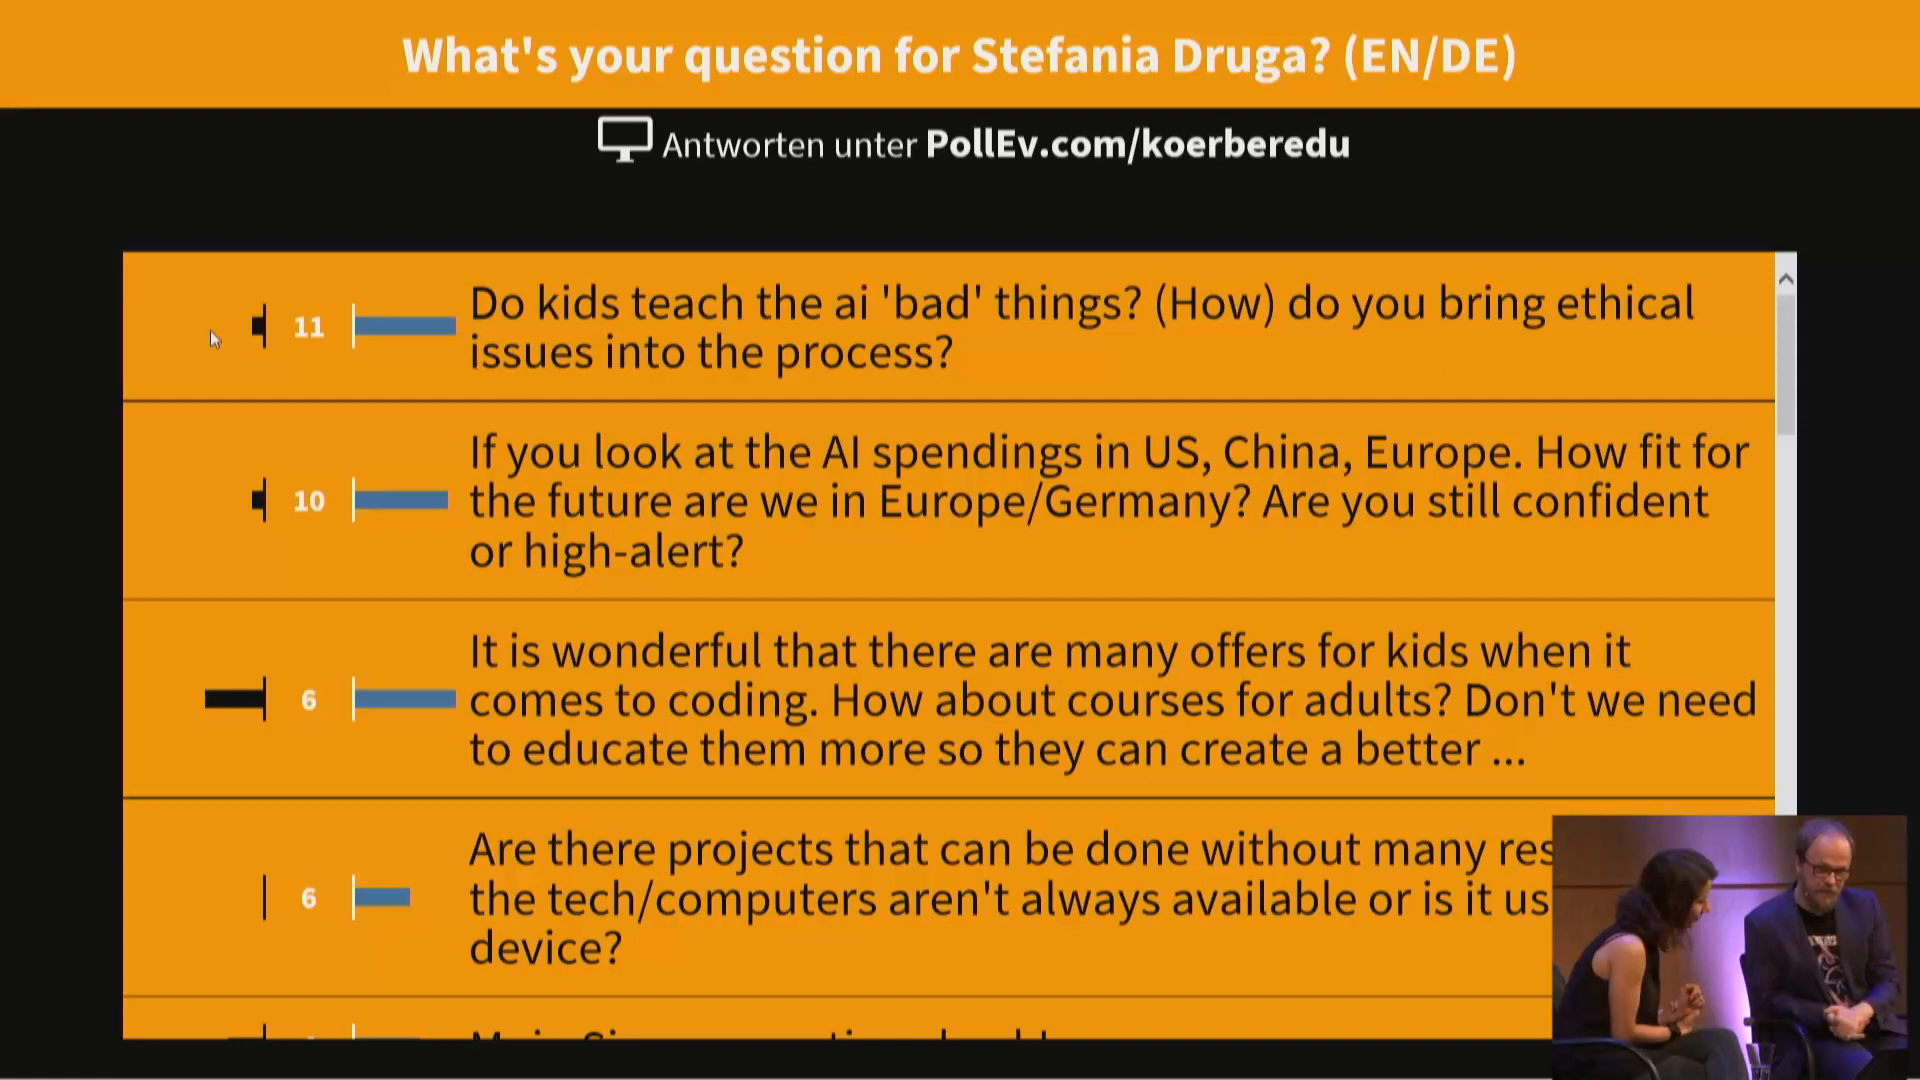 What's your question for Stefania Druga? (EN/DE)
Antworten unter PollEv.com/koerberedu
11
Do kids teach the ai 'bad' things? (How) do you bring ethical
issues into the process?
10
If you look at the AI spendings in US, China, Europe. How fit for
the future are we in Europe/Germany? Are you still confident
or high-alert?
6
It is wonderful that there are many offers for kids when it
comes to coding. How about courses for adults? Don't we need
to educate them more so they can create a better ...
6
Are there projects that can be done without many res
the tech/computers aren't always available or is it us
device?